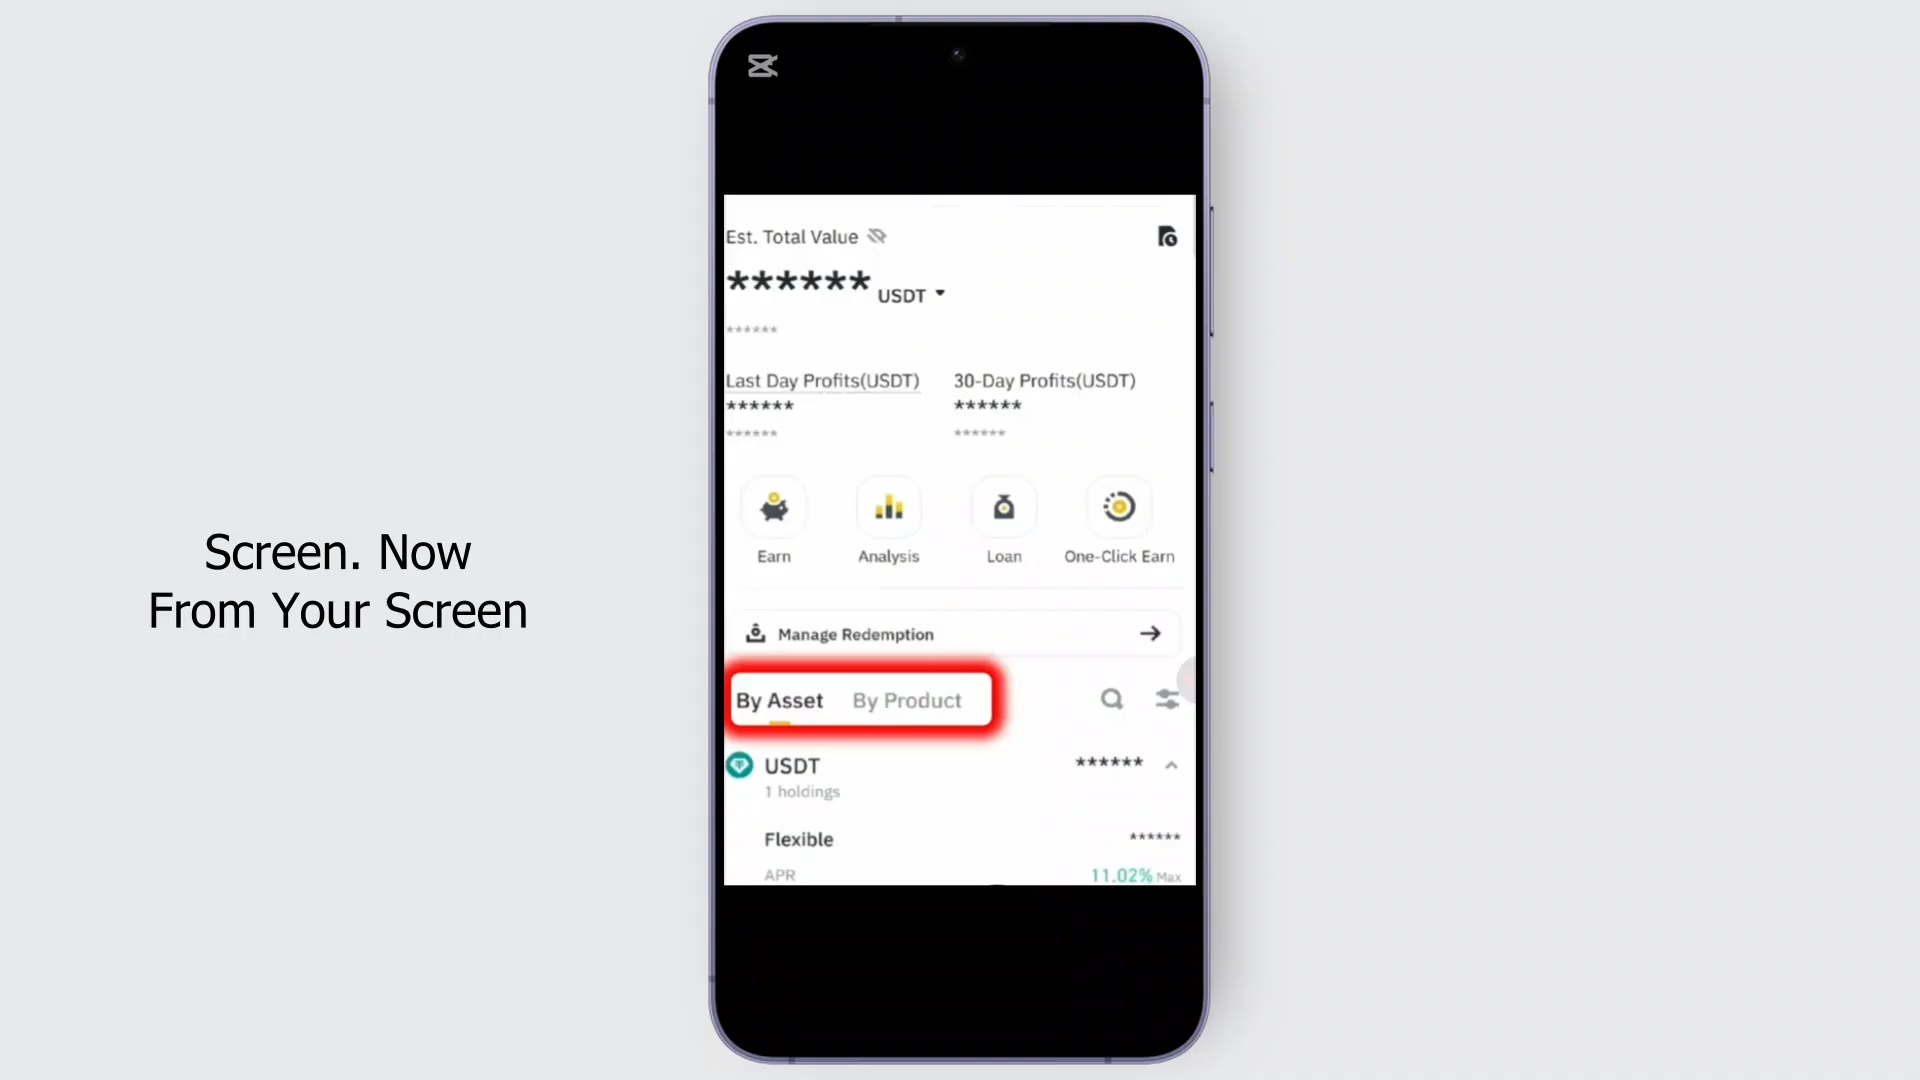 Screen. Now
From Your Screen
Est. Total Value
****** USDT
******
Last Day Profits(USDT) 30-Day Profits(USDT)
****** ******
****** ******
Earn Analysis Loan One-Click Earn
Manage Redemption
By Asset By Product
USDT ******
1 holdings
Flexible ******
APR 11.02% Max